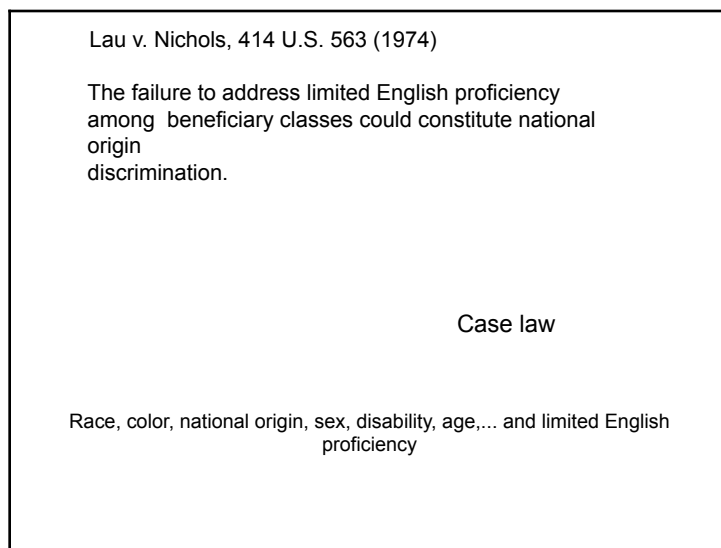 Lau v. Nichols, 414 U.S. 563 (1974)
The failure to address limited English proficiency
among  beneficiary classes could constitute national
origin
discrimination.
Case law
Race, color, national origin, sex, disability, age,... and limited English
proficiency